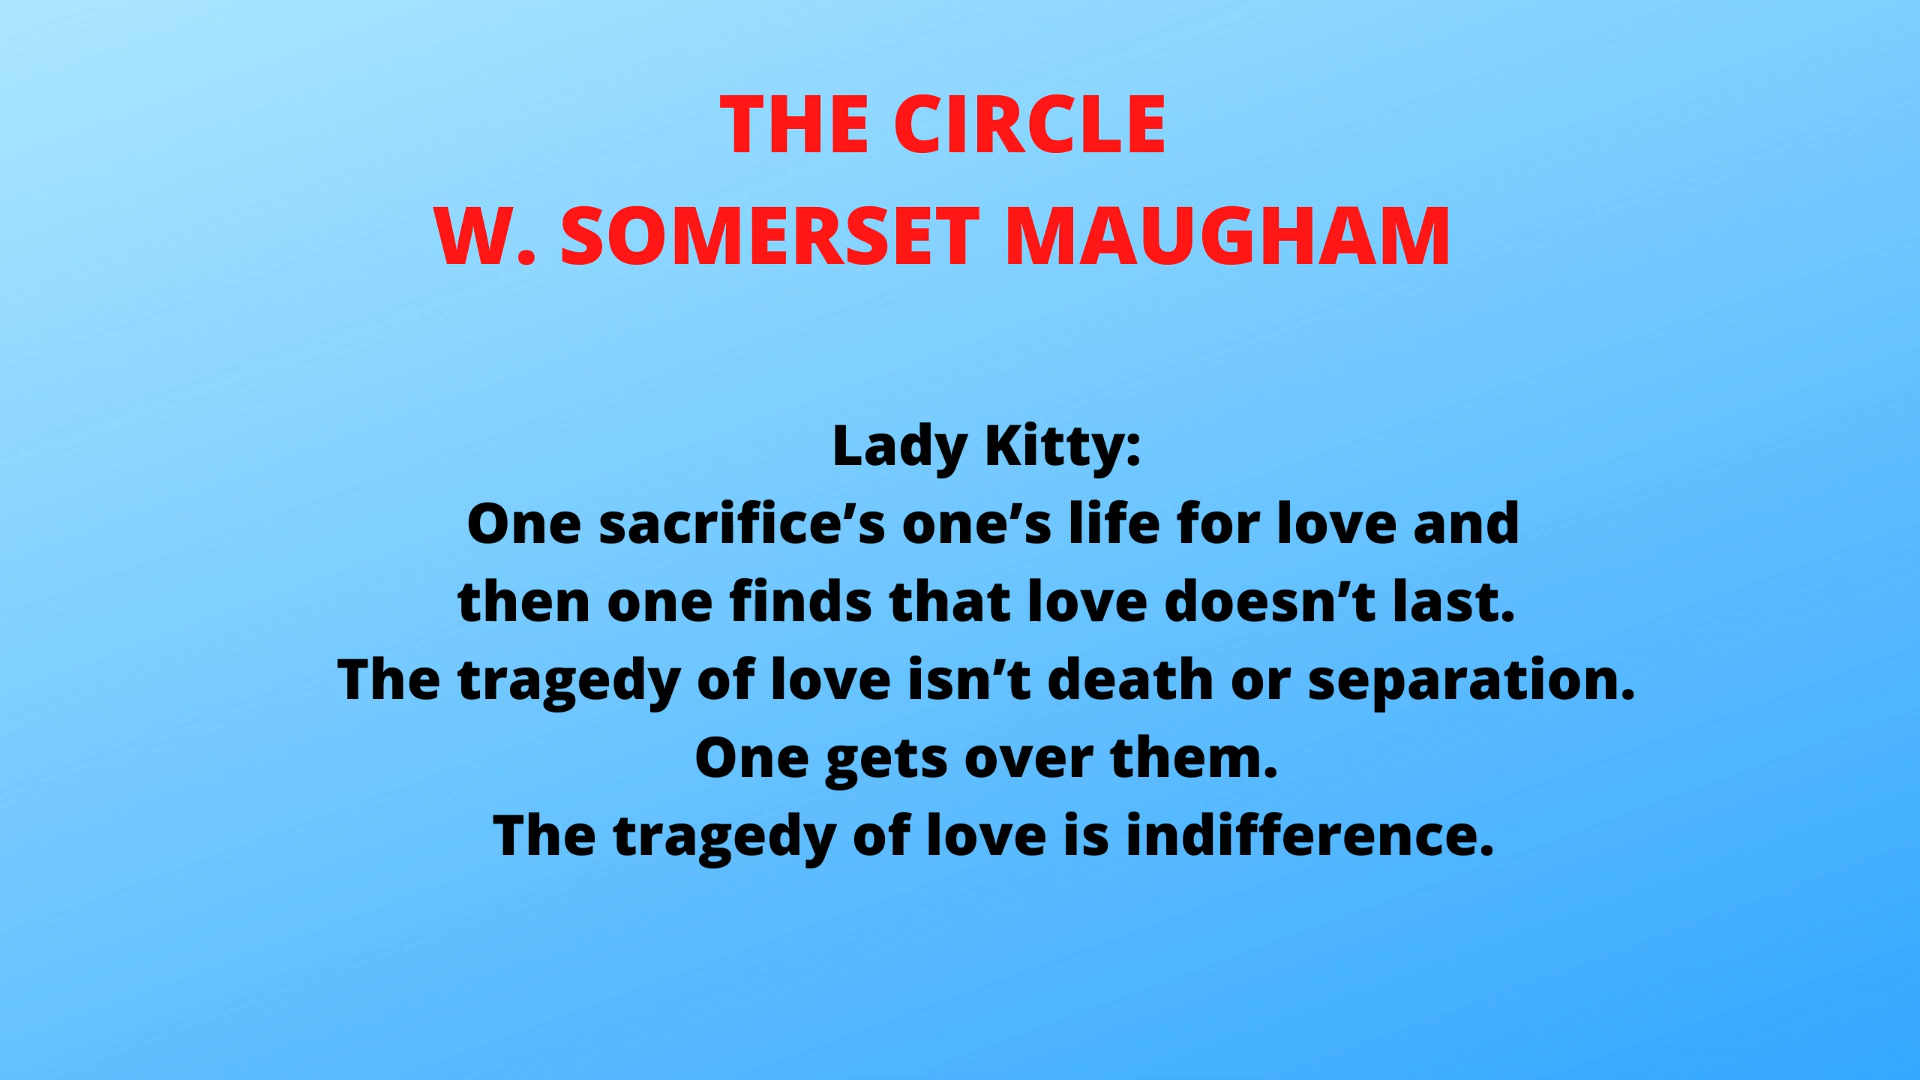 THE CIRCLE
W. SOMERSET MAUGHAM
Lady Kitty:
One sacrifice’s one’s life for love and
then one finds that love doesn’t last.
The tragedy of love isn’t death or separation.
One gets over them.
The tragedy of love is indifference.